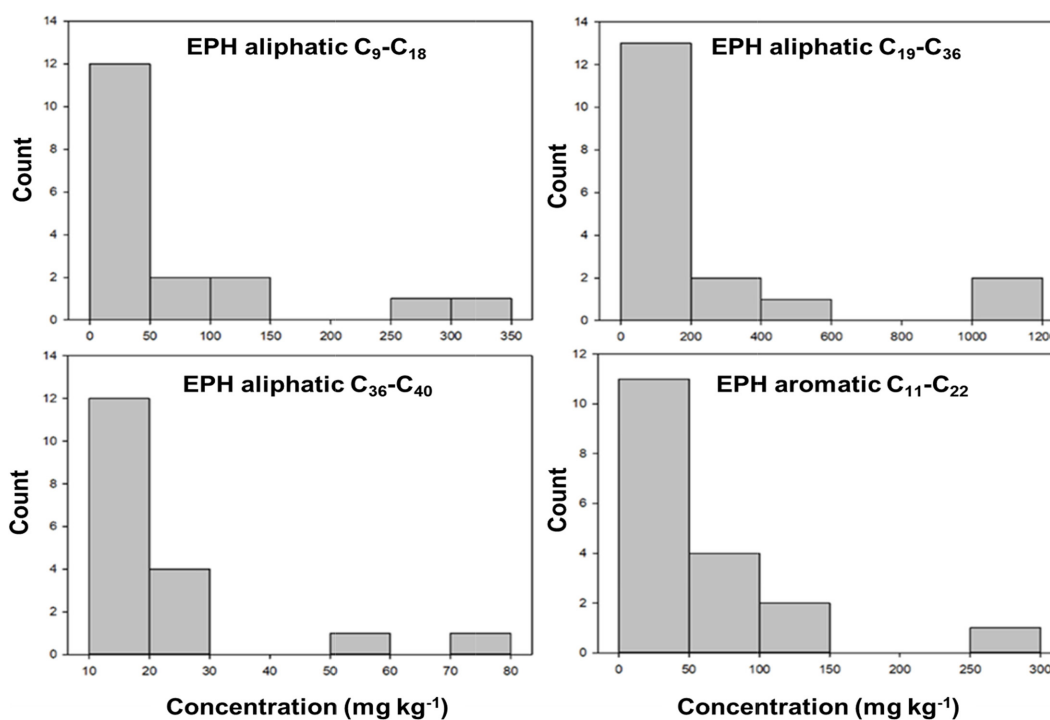 EPH aliphatic C₉-C₁₈
14
12
10
8
6
4
2
0
Count
0 50 100 150 200 250 300 350
EPH aliphatic C₁₉-C₃₆
14
12
10
8
6
4
2
0
Count
0 200 400 600 800 1000 120
EPH aliphatic C₃₆-C₄₀
14
12
10
8
6
4
2
0
Count
10 20 30 40 50 60 70 80
Concentration (mg kg⁻¹)
EPH aromatic C₁₁-C₂₂
12
10
8
6
4
2
0
Count
0 50 100 150 200 250 300
Concentration (mg kg⁻¹)